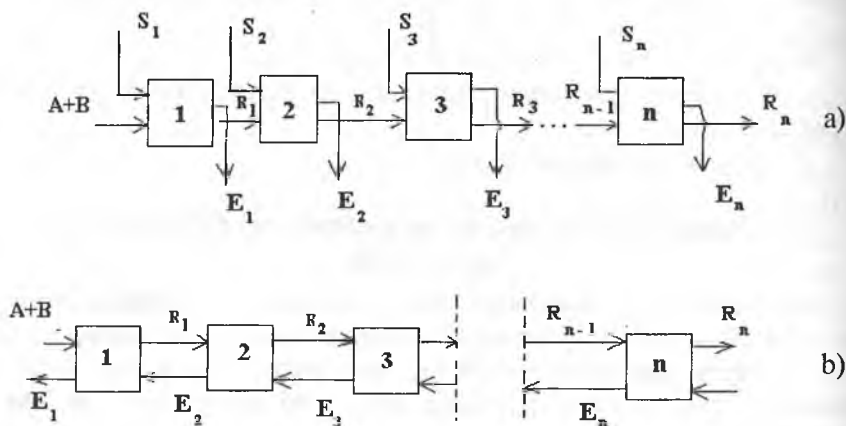 S1 S2 S3 Sn
A+B 1 R1 2 R2 3 R3 ... Rn-1 n Rn a)
E1 E2 E3 En
A+B R1 R2 Rn-1 Rn
1 2 3 n b)
E1 E2 E3 En